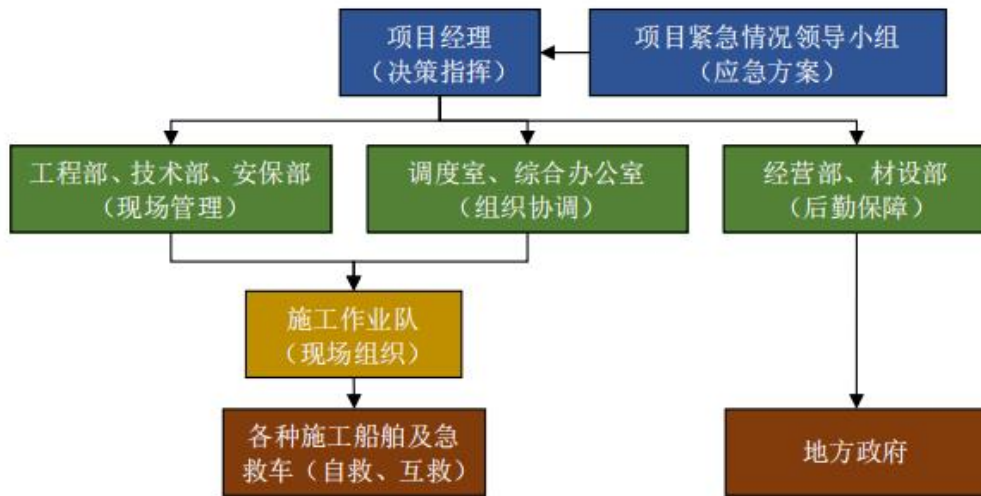 项目经理
（决策指挥）
项目紧急情况领导小组
（应急方案）
工程部、技术部、安保部
（现场管理）
调度室、综合办公室
（组织协调）
经营部、材设部
（后勤保障）
施工作业队
（现场组织）
各种施工船舶及急
救车（自救、互救）
地方政府